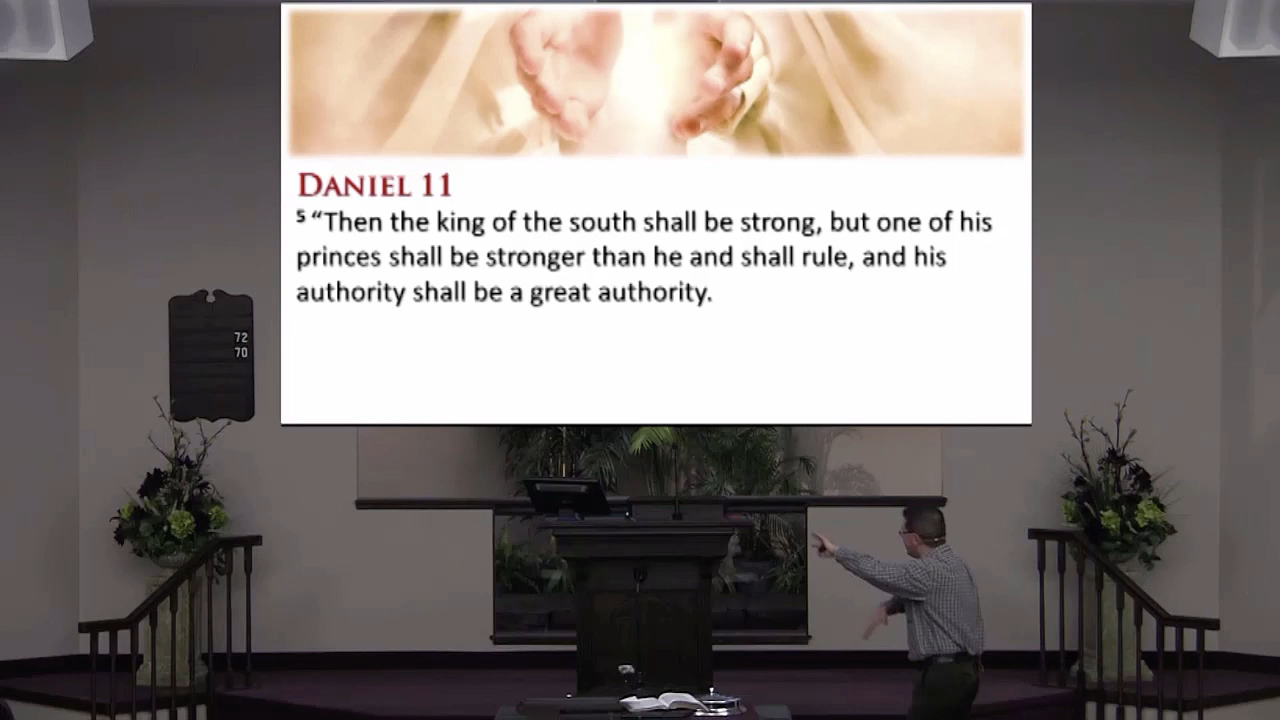 DANIEL 11
⁵ “Then the king of the south shall be strong, but one of his
princes shall be stronger than he and shall rule, and his
authority shall be a great authority.
72
70